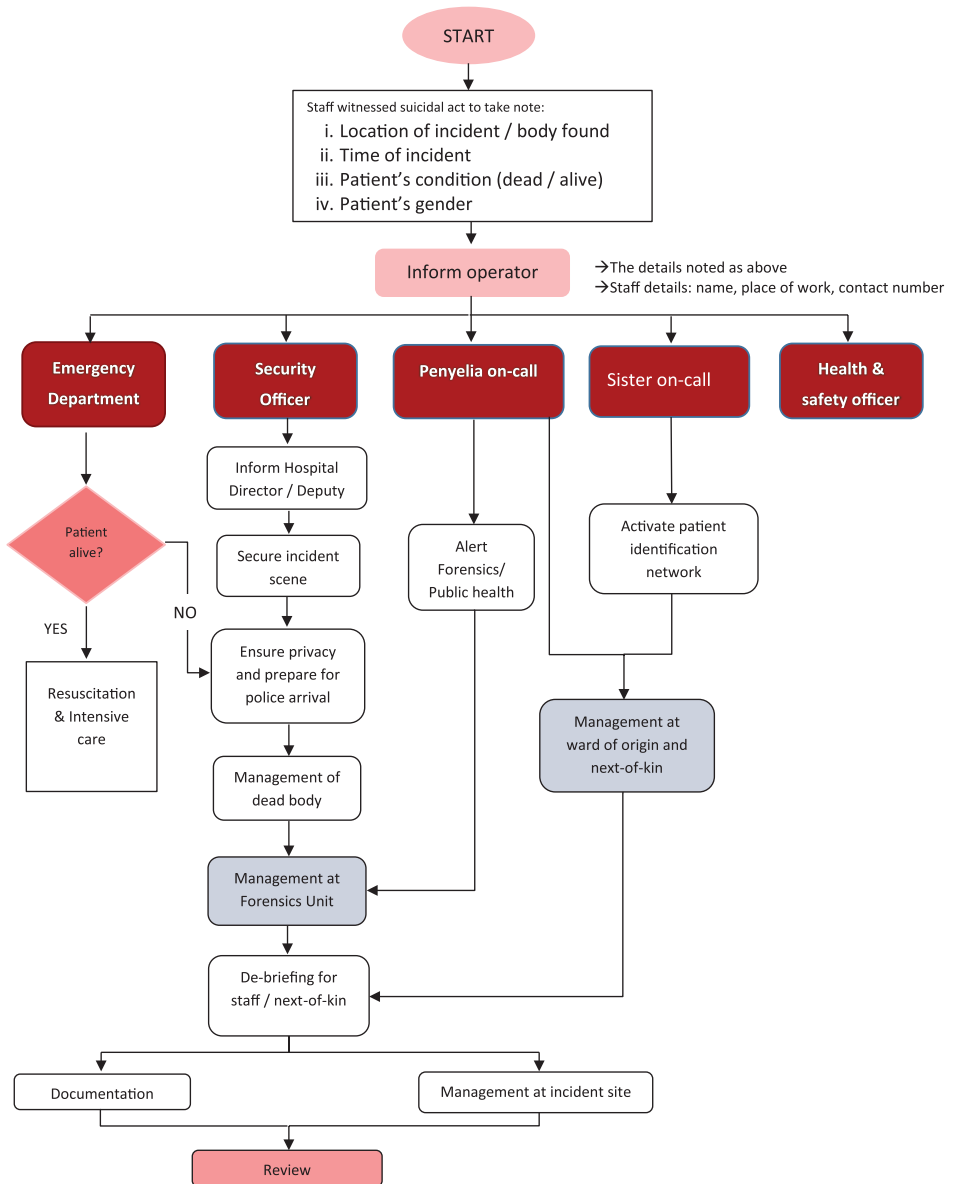 START
Staff witnessed suicidal act to take note:
i. Location of incident / body found
ii. Time of incident
iii. Patient's condition (dead / alive)
iv. Patient's gender
Inform operator
→The details noted as above
→Staff details: name, place of work, contact number
Emergency
Department
Security
Officer
Penyelia on-call
Sister on-call
Health &
safety officer
Inform Hospital
Director / Deputy
Patient
alive?
Secure incident
scene
Alert
Forensics/
Public health
Activate patient
identification
network
NO
YES
Ensure privacy
and prepare for
police arrival
Resuscitation
& Intensive
care
Management at
ward of origin and
next-of-kin
Management of
dead body
Management at
Forensics Unit
De-briefing for
staff / next-of-kin
Documentation
Management at incident site
Review